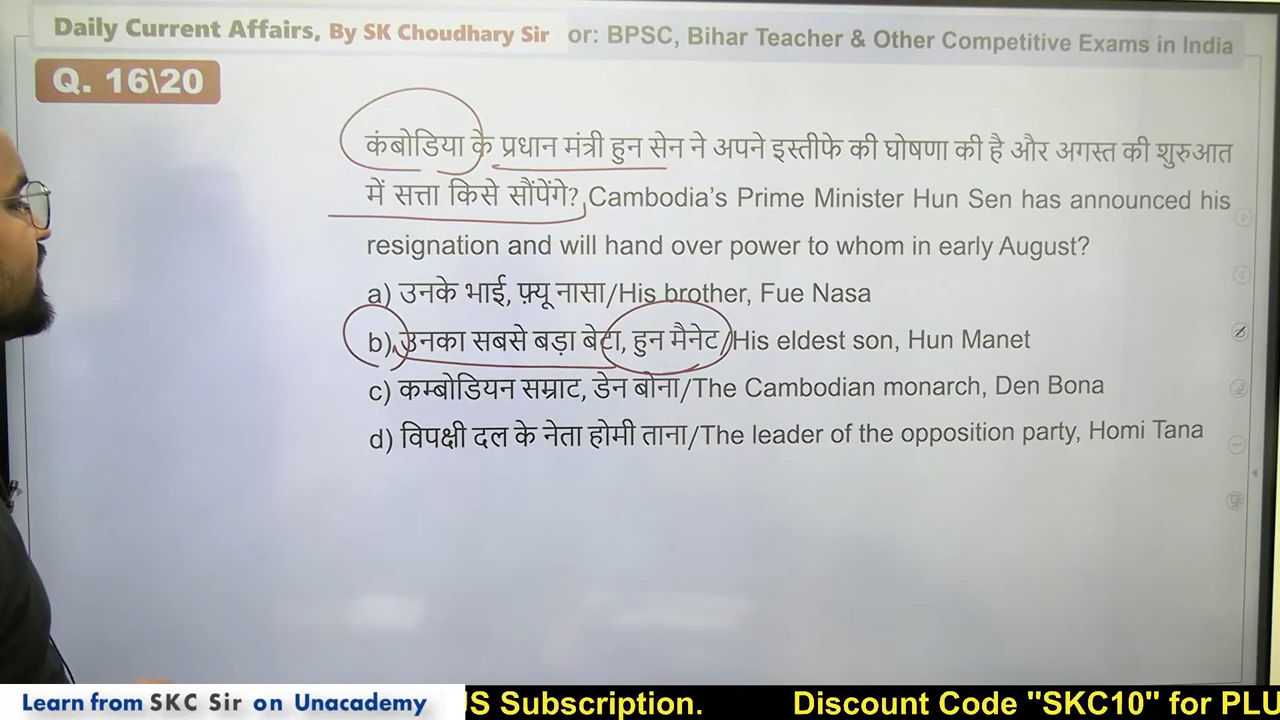 Daily Current Affairs, By SK Choudhary Sir or: BPSC, Bihar Teacher & Other Competitive Exams in India
Q. 16\20
कंबोडिया के प्रधान मंत्री हुन सेन ने अपने इस्तीफे की घोषणा की है और अगस्त की शुरुआत
में सत्ता किसे सौंपेंगे? Cambodia's Prime Minister Hun Sen has announced his
resignation and will hand over power to whom in early August?
a) उनके भाई, फ़्यू नासा/His brother, Fue Nasa
b) उनका सबसे बड़ा बेटा, हुन मैनेट/His eldest son, Hun Manet
c) कम्बोडियन सम्राट, डेन बोना/The Cambodian monarch, Den Bona
d) विपक्षी दल के नेता होमी ताना/The leader of the opposition party, Homi Tana
Learn from SKC Sir on Unacademy
S Subscription. Discount Code "SKC10" for PLU